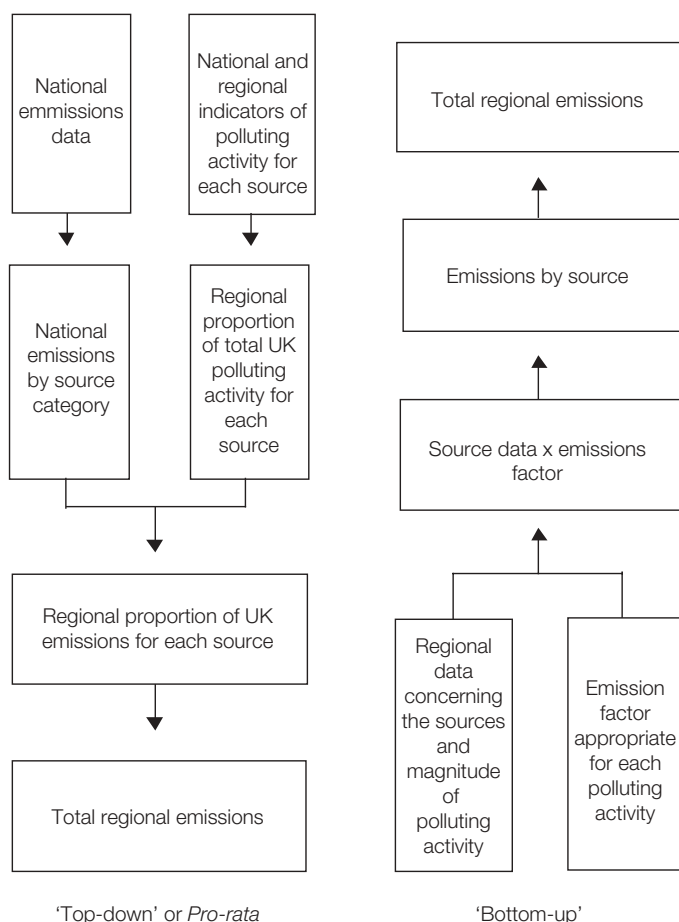 National
emmissions
data
National and
regional
indicators of
polluting
activity for
each source
National
emissions
by source
category
Regional
proportion
of total UK
polluting
activity for
each
source
Regional proportion of UK
emissions for each source
Total regional emissions
'Top-down' or Pro-rata
Total regional emissions
Emissions by source
Source data x emissions
factor
Regional
data
concerning
the sources
and
magnitude
of
polluting
activity
Emission
factor
appropriate
for each
polluting
activity
'Bottom-up'